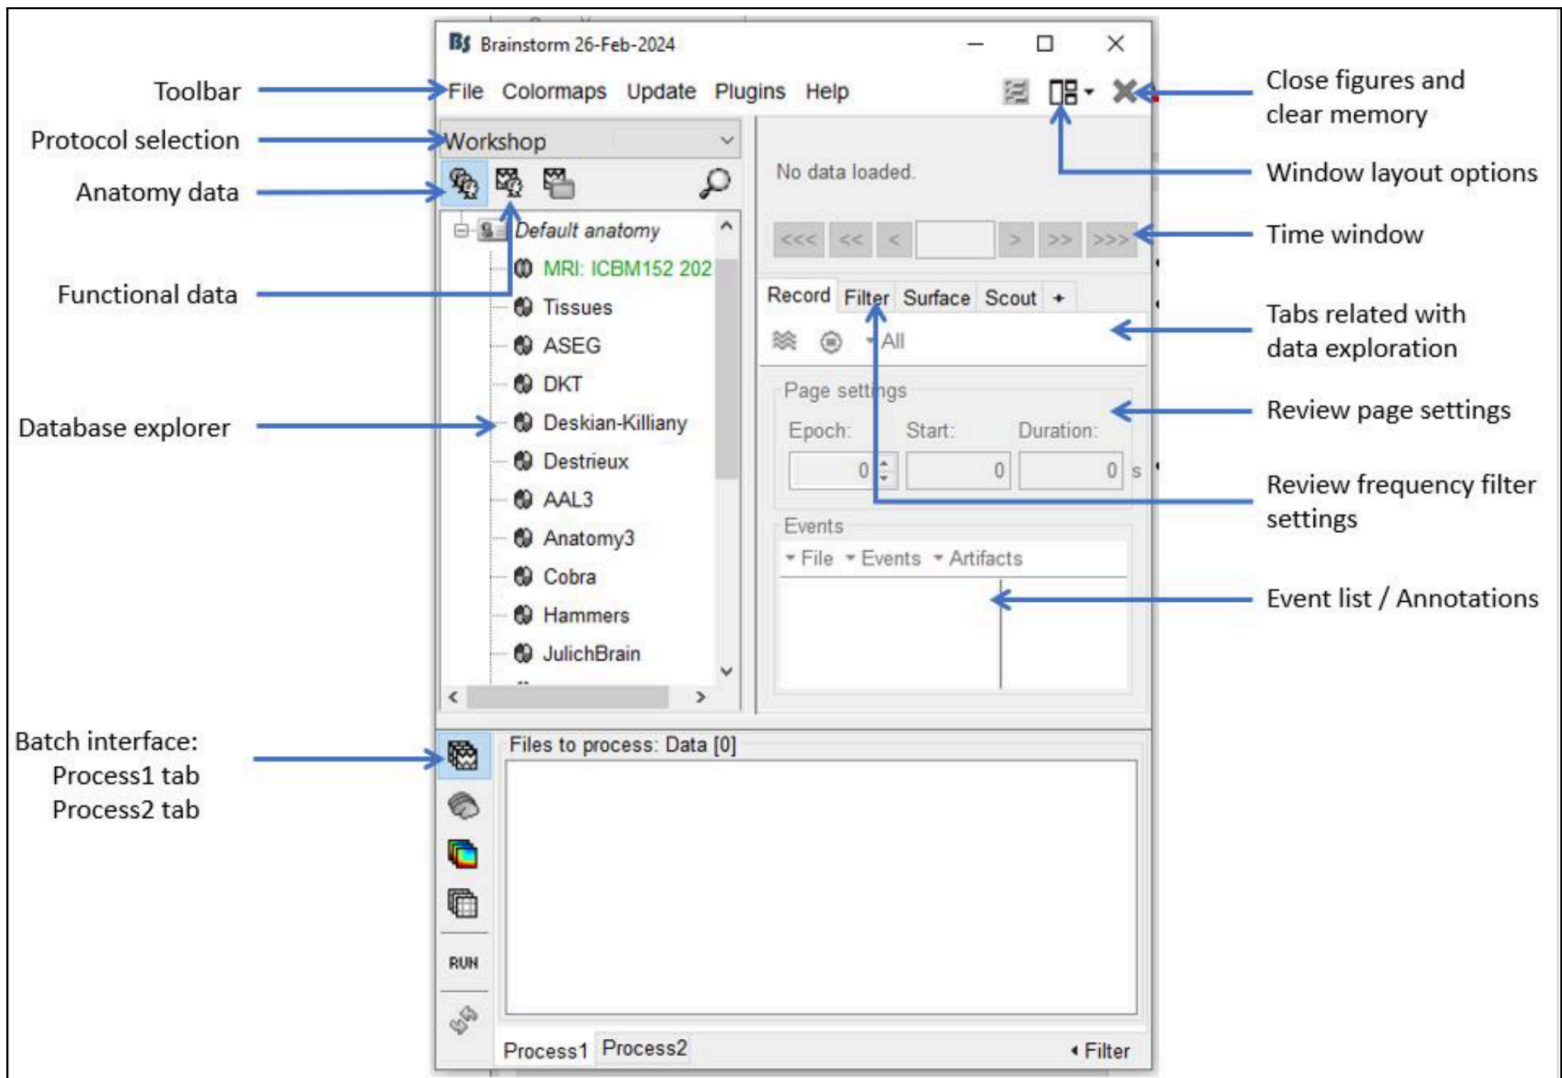 Brainstorm 26-Feb-2024
Toolbar
File Colormaps Update Plugins Help
Close figures and
clear memory
Protocol selection
Workshop
Anatomy data
No data loaded.
Window layout options
<<< << < > >> >>>
Time window
Default anatomy
MRI: ICBM152 202
Functional data
Tissues
ASEG
DKT
Database explorer
Deskian-Killiany
Destrieux
AAL3
Anatomy3
Cobra
Hammers
JulichBrain
Record Filter Surface Scout +
All
Tabs related with
data exploration
Page settings
Review page settings
Epoch: Start: Duration:
0 0 0 s
Review frequency filter
settings
Events
File Events Artifacts
Event list / Annotations
Batch interface:
Process1 tab
Process2 tab
Files to process: Data [0]
RUN
Process1 Process2 Filter